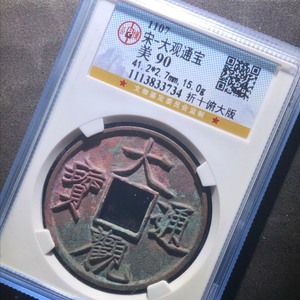 1107
宋·大观通宝
美 90
41.2*2.7mm,15.0g
1113833734 折十俯大版
大觀通寶